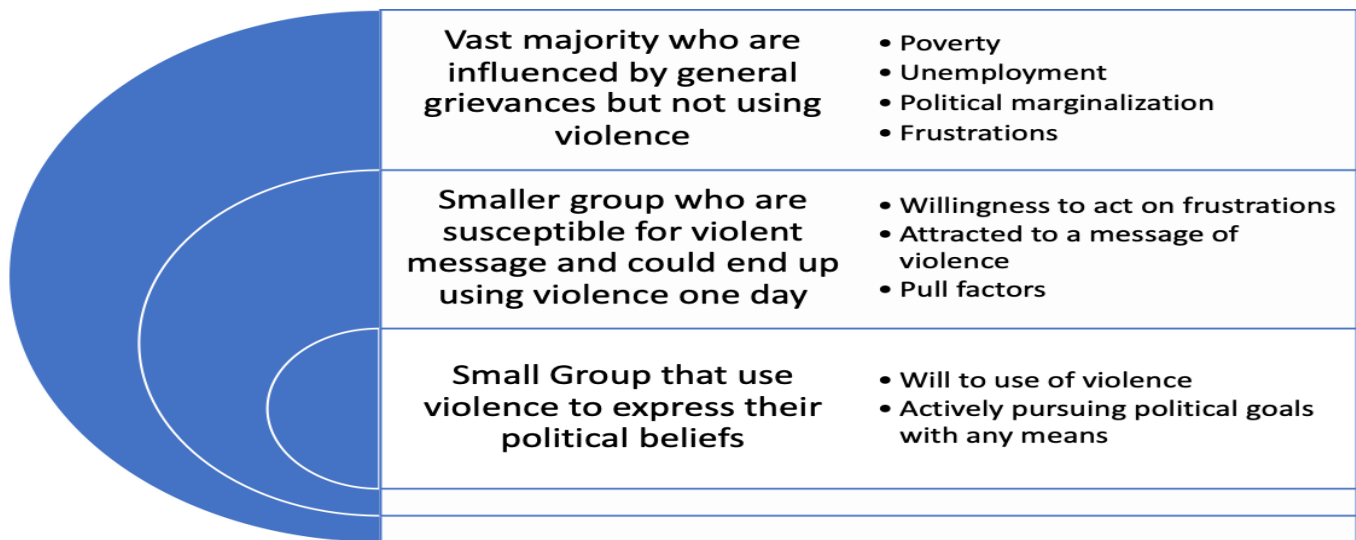 Vast majority who are
influenced by general
grievances but not using
violence
• Poverty
• Unemployment
• Political marginalization
• Frustrations
Smaller group who are
susceptible for violent
message and could end up
using violence one day
• Willingness to act on frustrations
• Attracted to a message of
violence
• Pull factors
Small Group that use
violence to express their
political beliefs
• Will to use of violence
• Actively pursuing political goals
with any means